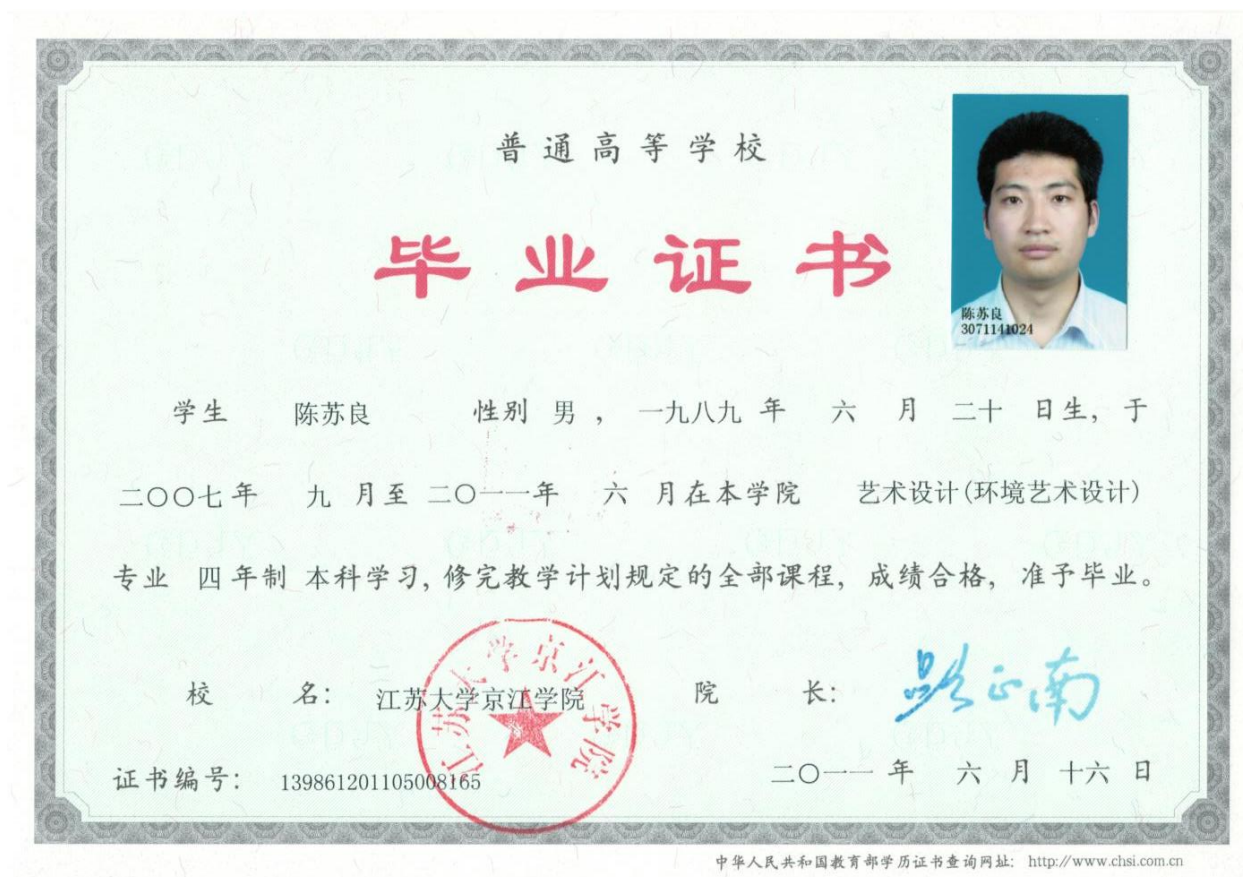 普通高等学校
毕业证书
陈苏良
3071141024
学生 陈苏良 性别 男 , 一九八九 年 六 月 二十 日生, 于
二〇〇七 年 九 月至 二〇一一年 六 月在本学院 艺术设计(环境艺术设计)
专业 四 年制 本科学习, 修完教学计划规定的全部课程, 成绩合格, 准予毕业。
校 名: 江苏大学京江学院 院 长: 路正南
江苏大学京江学院
证书编号: 139861201105008165 二〇一一 年 六 月 十六 日
中华人民共和国教育部学历证书查询网址: http://www.chsi.com.cn